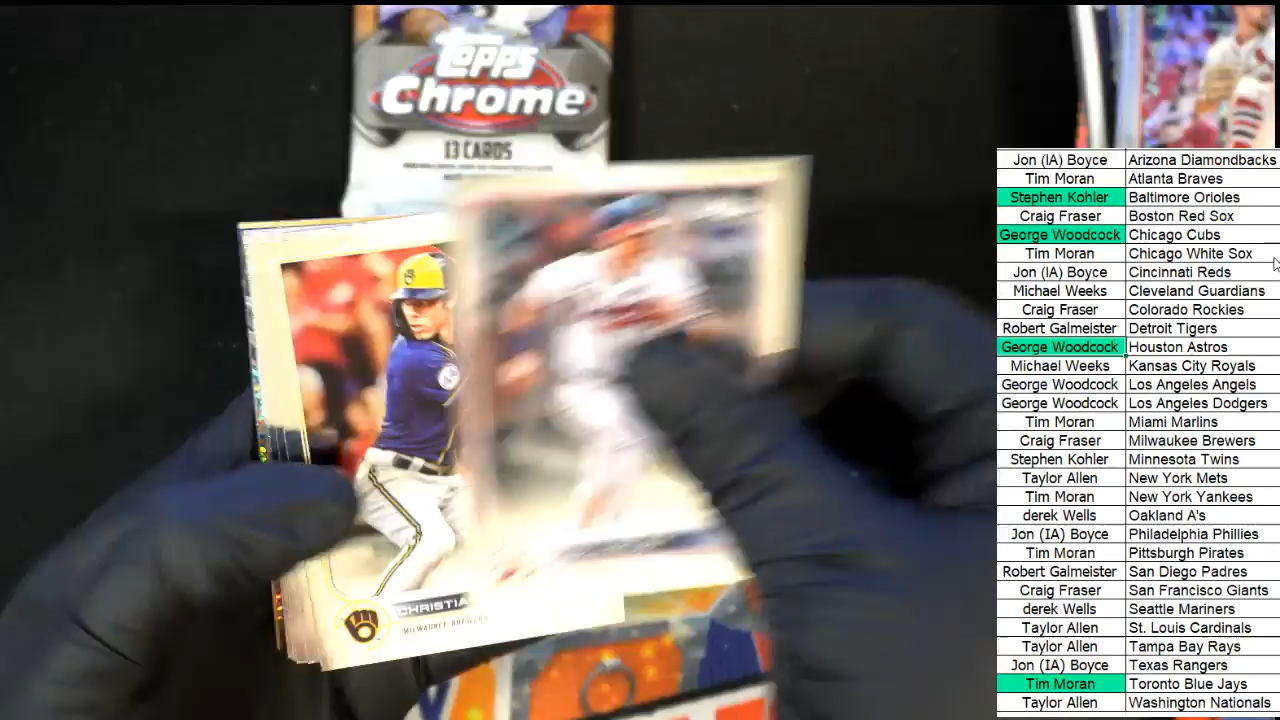 Topps
Chrome
13 CARDS
CHRISTIA
MILWAUKEE BREWERS
Jon (IA) Boyce Arizona Diamondbacks
Tim Moran Atlanta Braves
Stephen Kohler Baltimore Orioles
Craig Fraser Boston Red Sox
George Woodcock Chicago Cubs
Tim Moran Chicago White Sox
Jon (IA) Boyce Cincinnati Reds
Michael Weeks Cleveland Guardians
Craig Fraser Colorado Rockies
Robert Galmeister Detroit Tigers
George Woodcock Houston Astros
Michael Weeks Kansas City Royals
George Woodcock Los Angeles Angels
George Woodcock Los Angeles Dodgers
Tim Moran Miami Marlins
Craig Fraser Milwaukee Brewers
Stephen Kohler Minnesota Twins
Taylor Allen New York Mets
Tim Moran New York Yankees
derek Wells Oakland A's
Jon (IA) Boyce Philadelphia Phillies
Tim Moran Pittsburgh Pirates
Robert Galmeister San Diego Padres
Craig Fraser San Francisco Giants
derek Wells Seattle Mariners
Taylor Allen St. Louis Cardinals
Taylor Allen Tampa Bay Rays
Jon (IA) Boyce Texas Rangers
Tim Moran Toronto Blue Jays
Taylor Allen Washington Nationals